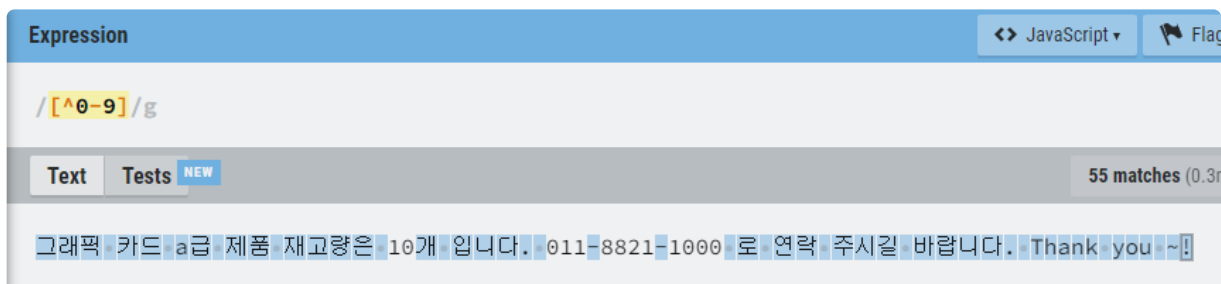 Expression
<> JavaScript ▾
Flag
/[^0-9]/g
Text
Tests NEW
55 matches (0.3
그래픽 카드 a급 제품 재고량은 10개 입니다. 011-8821-1000 로 연락 주시길 바랍니다. Thank you ~!